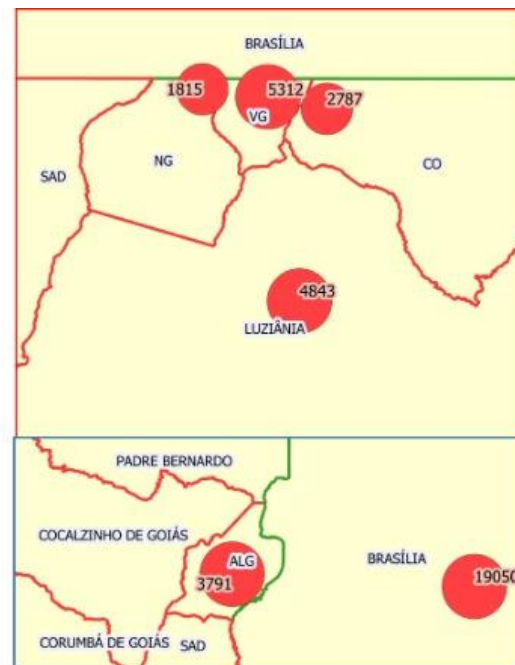 BRASÍLIA
1815
5312
2787
VG
NG
SAD
CO
4843
LUZIÂNIA
PADRE BERNARDO
COCALZINHO DE GOIÁS
ALG
BRASÍLIA
3791
19050
CORUMBÁ DE GOIÁS
SAD